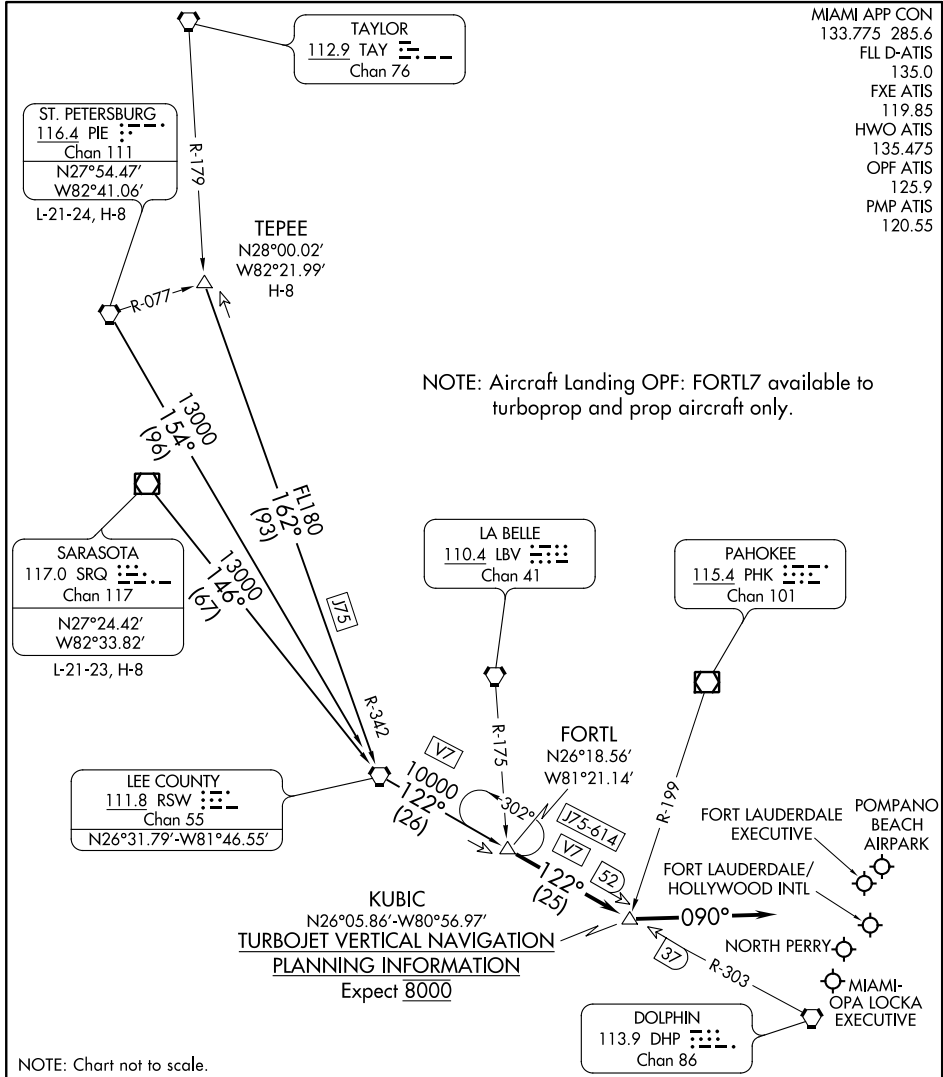 TAYLOR
112.9 TAY
Chan 76
MIAMI APP CON
133.775 285.6
FLL D-ATIS
135.0
FXE ATIS
119.85
HWO ATIS
135.475
OPF ATIS
125.9
PMP ATIS
120.55
ST. PETERSBURG
116.4 PIE
Chan 111
N27°54.47'
W82°41.06'
L-21-24, H-8
R-179
TEPEE
N28°00.02'
W82°21.99'
H-8
R-077
NOTE: Aircraft Landing OPF: FORTL7 available to
turboprop and prop aircraft only.
13000
154°
(96)
FL180
162°
(93)
J75
R-342
SARASOTA
117.0 SRQ
Chan 117
N27°24.42'
W82°33.82'
L-21-23, H-8
13000
146°
(67)
LA BELLE
110.4 LBV
Chan 41
PAHOKEE
115.4 PHK
Chan 101
R-175
R-199
FORTL
N26°18.56'
W81°21.14'
LEE COUNTY
111.8 RSW
Chan 55
N26°31.79'-W81°46.55'
V7
10000
122°
(26)
302°
J75-614
V7
122°
(25)
52
FORT LAUDERDALE
EXECUTIVE
POMPANO
BEACH
AIRPARK
FORT LAUDERDALE/
HOLLYWOOD INTL
090°
NORTH PERRY
MIAMI-
OPA LOCKA
EXECUTIVE
KUBIC
N26°05.86'-W80°56.97'
TURBOJET VERTICAL NAVIGATION
PLANNING INFORMATION
Expect 8000
37
R-303
DOLPHIN
113.9 DHP
Chan 86
NOTE: Chart not to scale.